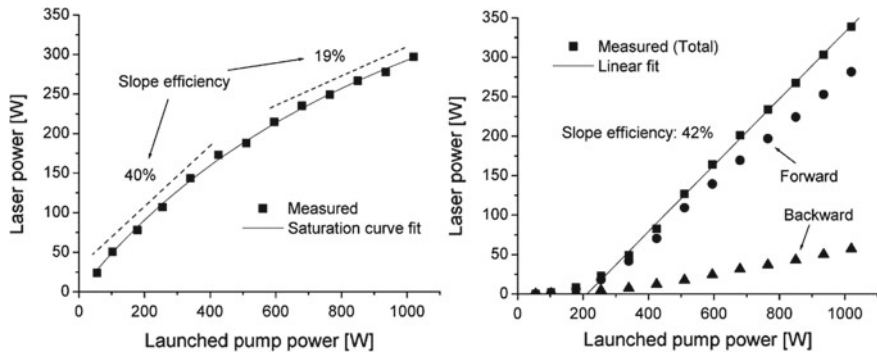 350
300
250
200
150
100
50
0
Laser power [W]
19%
Slope efficiency
40%
Measured
Saturation curve fit
0 200 400 600 800 1000
Launched pump power [W]
350
300
250
200
150
100
50
0
Laser power [W]
Measured (Total)
Linear fit
Slope efficiency: 42%
Forward
Backward
0 200 400 600 800 1000
Launched pump power [W]